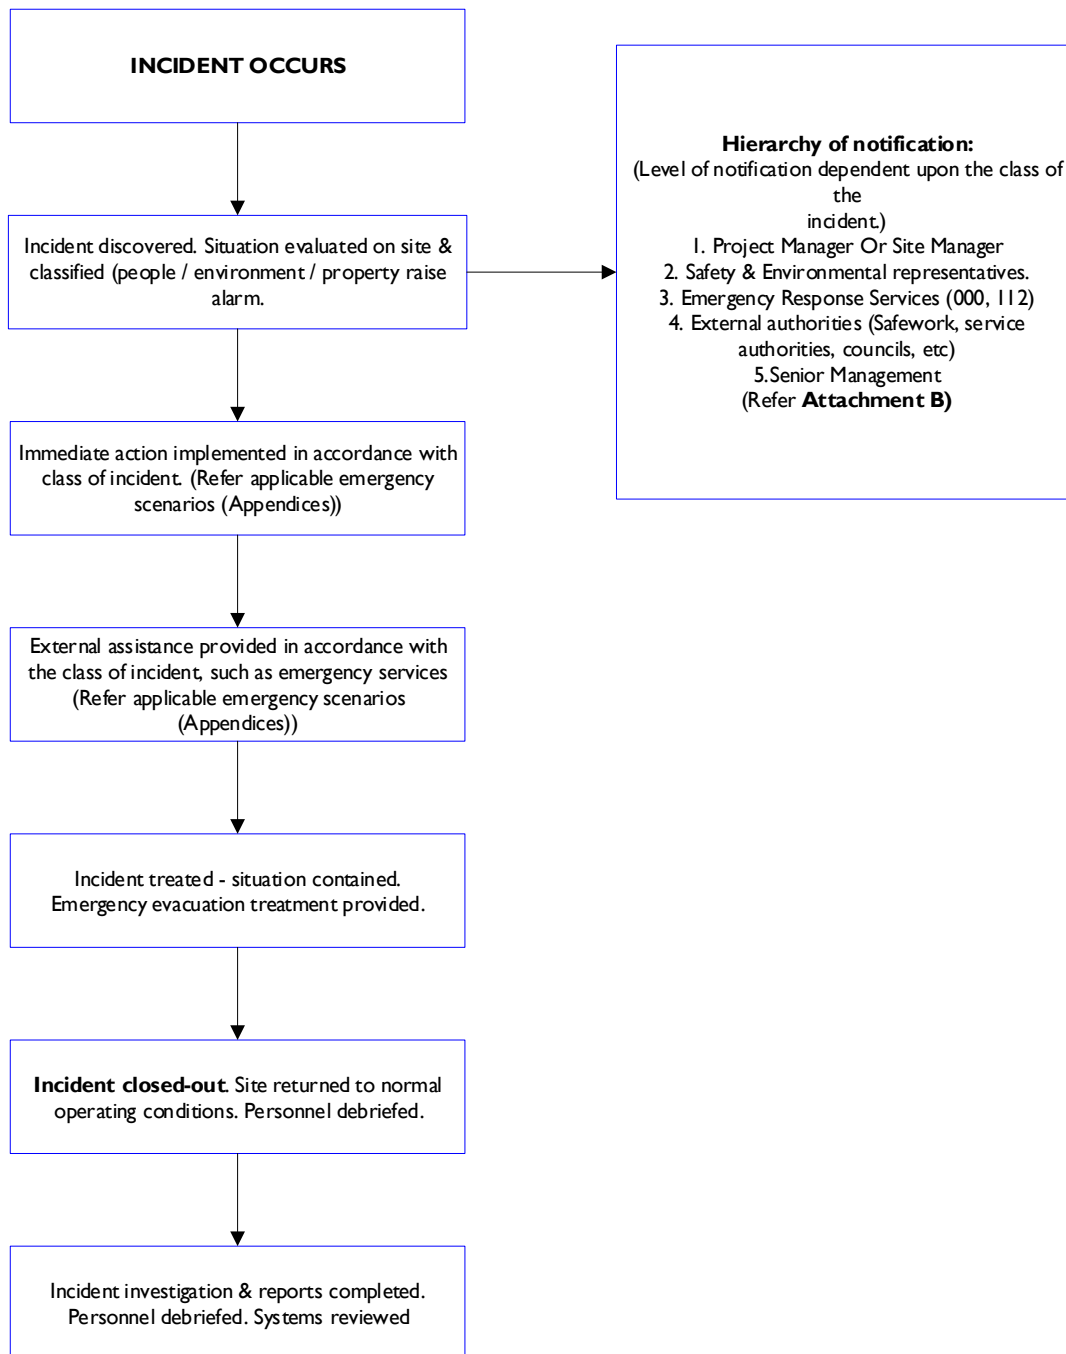 INCIDENT OCCURS
Incident discovered. Situation evaluated on site &
classified (people / environment / property raise
alarm.
Hierarchy of notification:
(Level of notification dependent upon the class of
the
incident.)
1. Project Manager Or Site Manager
2. Safety & Environmental representatives.
3. Emergency Response Services (000, 112)
4. External authorities (Safework, service
authorities, councils, etc)
5.Senior Management
(Refer Attachment B)
Immediate action implemented in accordance with
class of incident. (Refer applicable emergency
scenarios (Appendices))
External assistance provided in accordance with
the class of incident, such as emergency services
(Refer applicable emergency scenarios
(Appendices))
Incident treated - situation contained.
Emergency evacuation treatment provided.
Incident closed-out. Site returned to normal
operating conditions. Personnel debriefed.
Incident investigation & reports completed.
Personnel debriefed. Systems reviewed